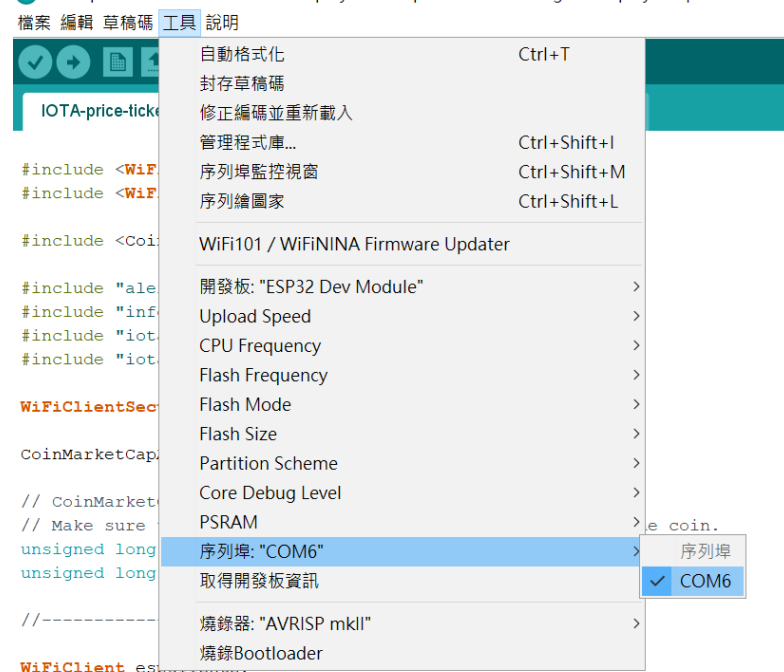 檔案 編輯 草稿碼 工具 說明
IOTA-price-ticke
自動格式化 Ctrl+T
封存草稿碼
修正編碼並重新載入
管理程式庫... Ctrl+Shift+I
序列埠監控視窗 Ctrl+Shift+M
序列繪圖家 Ctrl+Shift+L
WiFi101 / WiFiNINA Firmware Updater
開發板: "ESP32 Dev Module"
Upload Speed
CPU Frequency
Flash Frequency
Flash Mode
Flash Size
Partition Scheme
Core Debug Level
PSRAM
序列埠: "COM6"
取得開發板資訊
燒錄器: "AVRISP mkII"
燒錄Bootloader
序列埠
COM6
#include <WiF
#include <WiF
#include <Coi
#include "ale
#include "inf
#include "iot
#include "iot
WiFiClientSec
CoinMarketCap
// CoinMarket
// Make sure
e coin.
unsigned long
unsigned long
//------------
WiFiClient